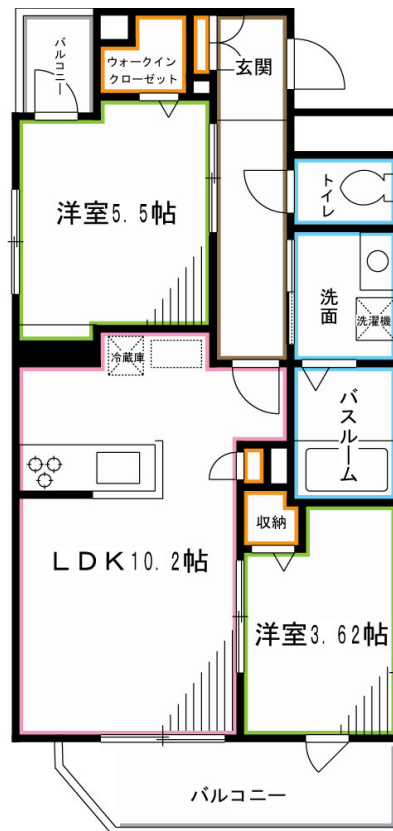 バルコニー
ウォークイン
クローゼット
玄関
トイレ
洋室5.5帖
洗面
洗濯機
冷蔵庫
バスルーム
収納
LDK10.2帖
洋室3.62帖
バルコニー